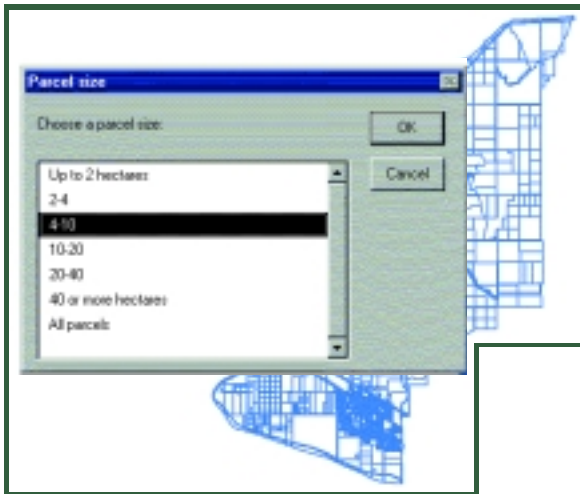 Parcel size
Choose a parcel size:
OK
Up to 2 hectares
Cancel
2-4
4-10
10-20
20-40
40 or more hectares
All parcels